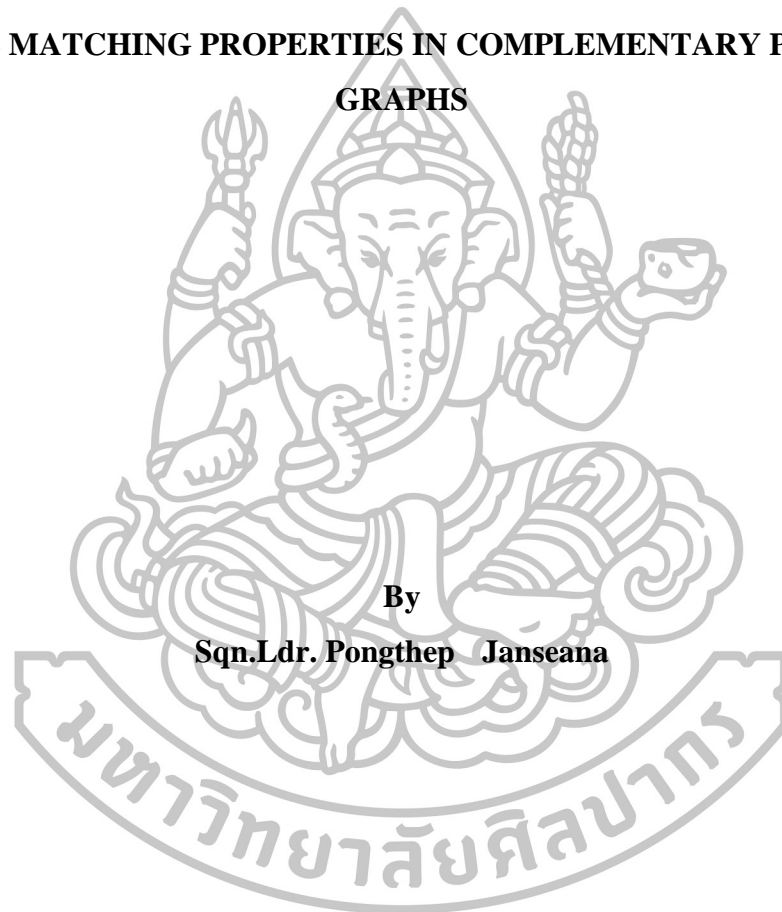 MATCHING PROPERTIES IN COMPLEMENTARY
GRAPHS
By
Sqn.Ldr. Pongthep Janseana
มหาวิทยาลัยศิลปากร